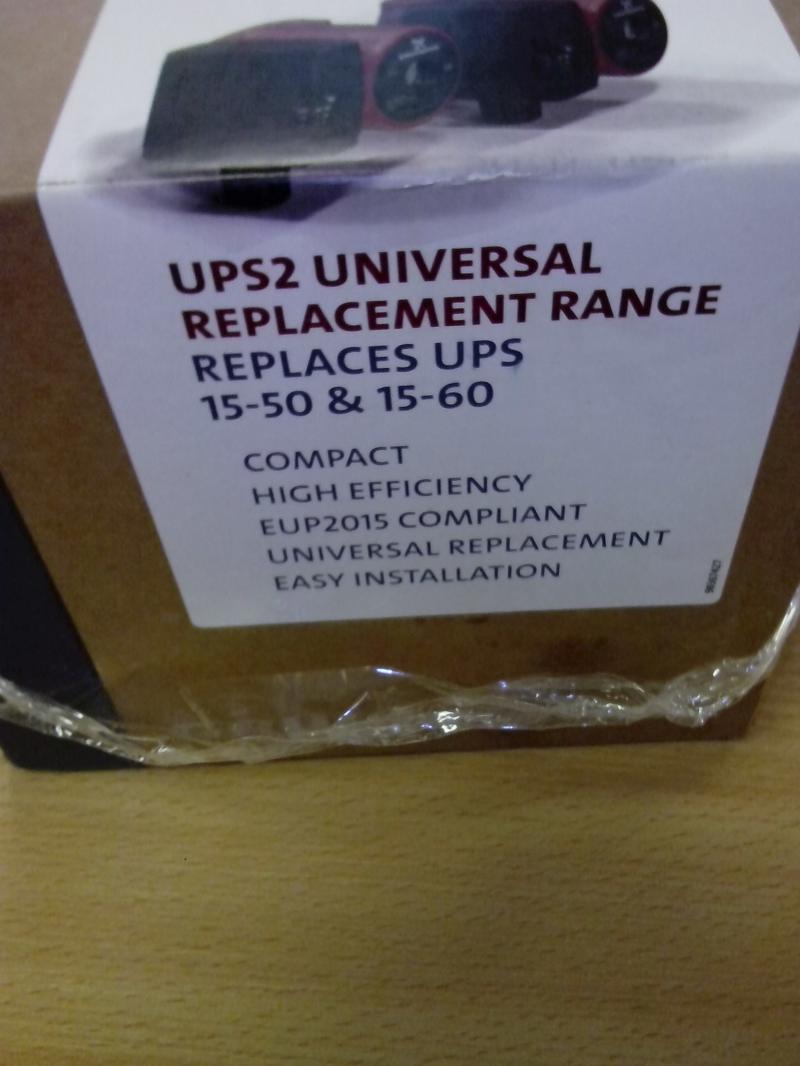 UPS2 UNIVERSAL
REPLACEMENT RANGE
REPLACES UPS
15-50 & 15-60
COMPACT
HIGH EFFICIENCY
EUP2015 COMPLIANT
UNIVERSAL REPLACEMENT
EASY INSTALLATION